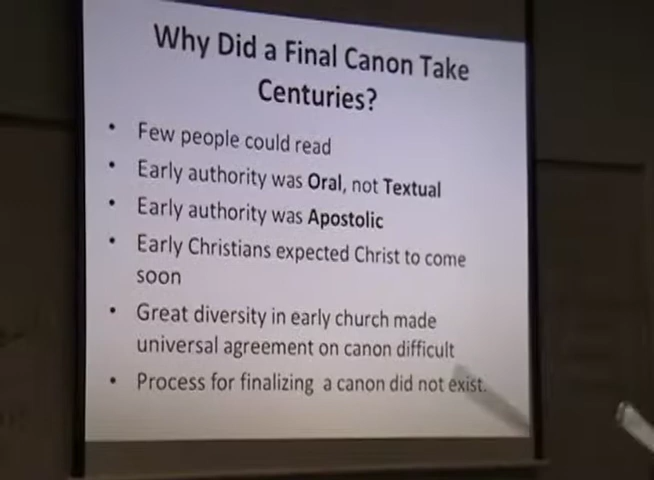 Why Did a Final Canon Take
Centuries?
• Few people could read
• Early authority was Oral, not Textual
• Early authority was Apostolic
• Early Christians expected Christ to come
soon
• Great diversity in early church made
universal agreement on canon difficult
• Process for finalizing a canon did not exist.